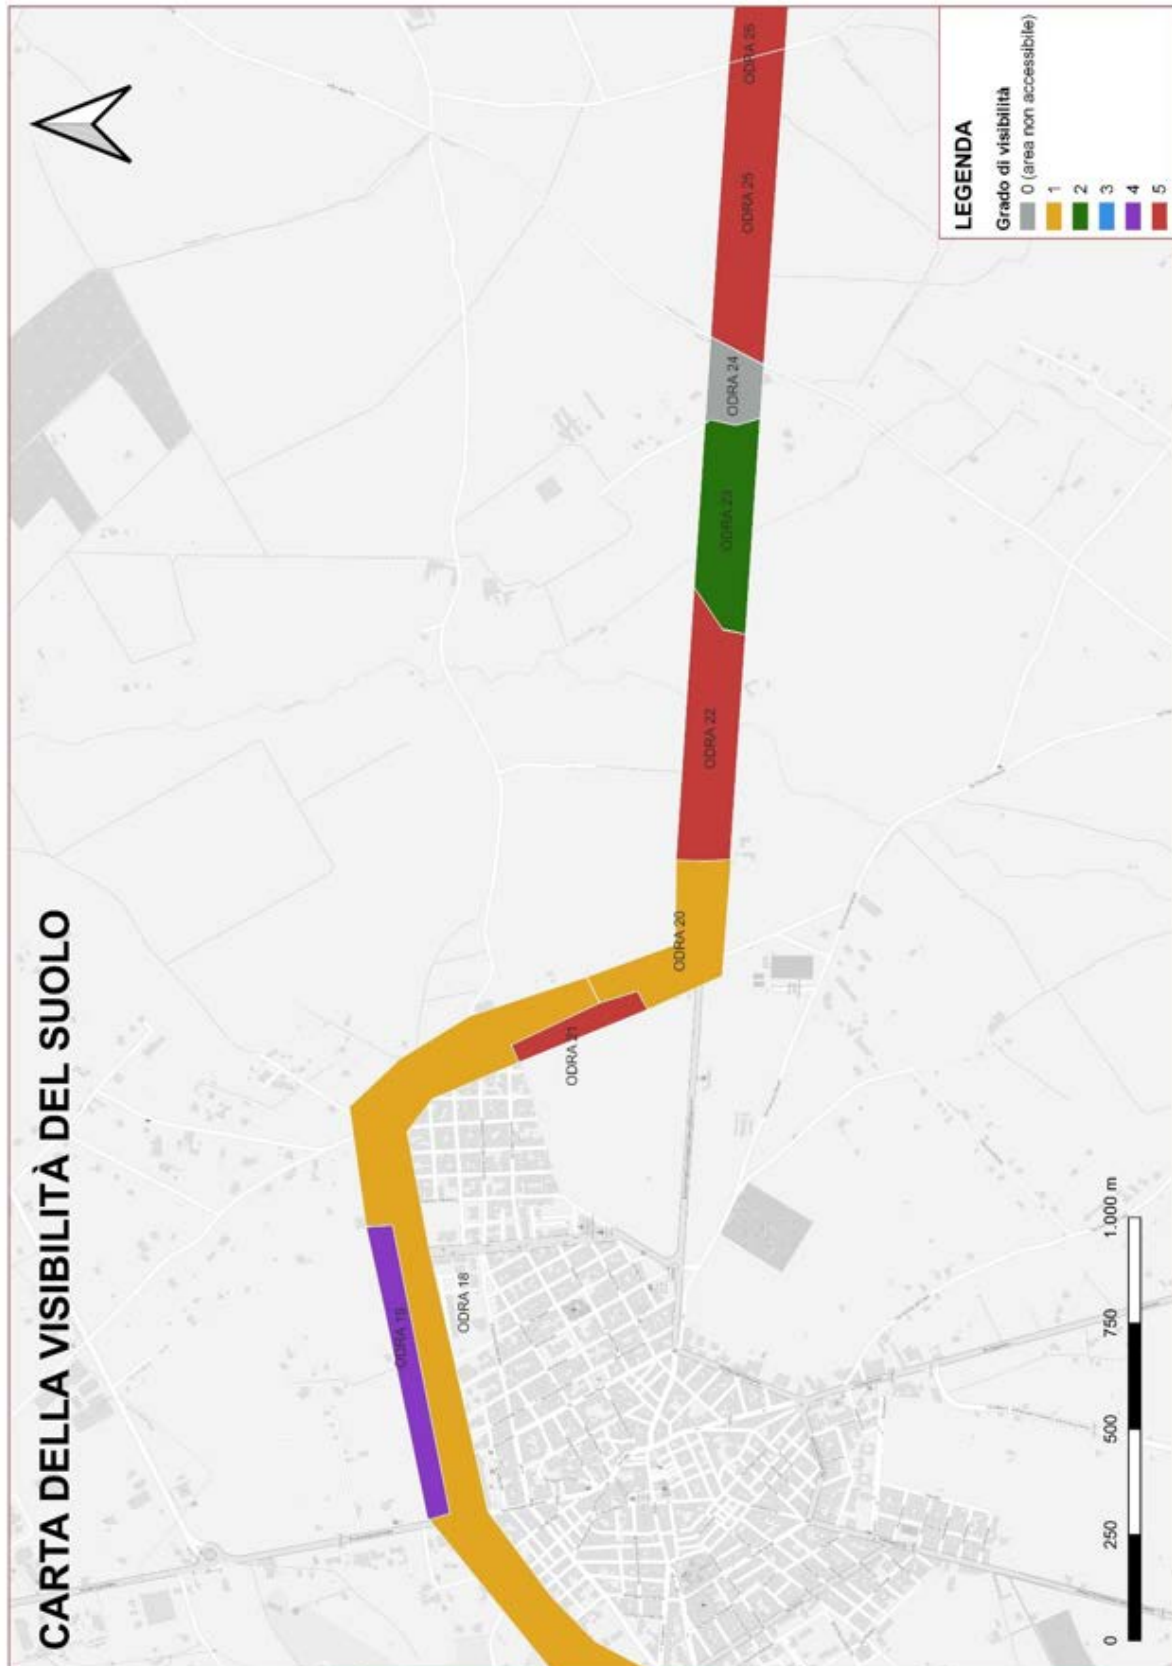 CARTA DELLA VISIBILITÀ DEL SUOLO
ODRA 18
ODRA 19
ODRA 20
ODRA 21
ODRA 22
ODRA 23
ODRA 24
ODRA 25
ODRA 25
0 250 500 750 1.000 m
LEGENDA
Grado di visibilità
0 (area non accessibile)
1
2
3
4
5